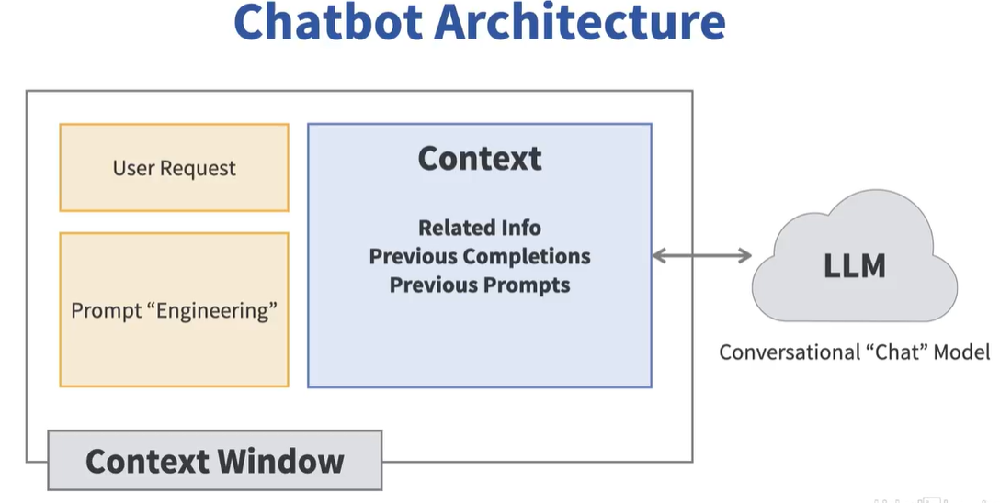 Chatbot Architecture
User Request
Prompt “Engineering”
Context
Related Info
Previous Completions
Previous Prompts
LLM
Conversational “Chat” Model
Context Window